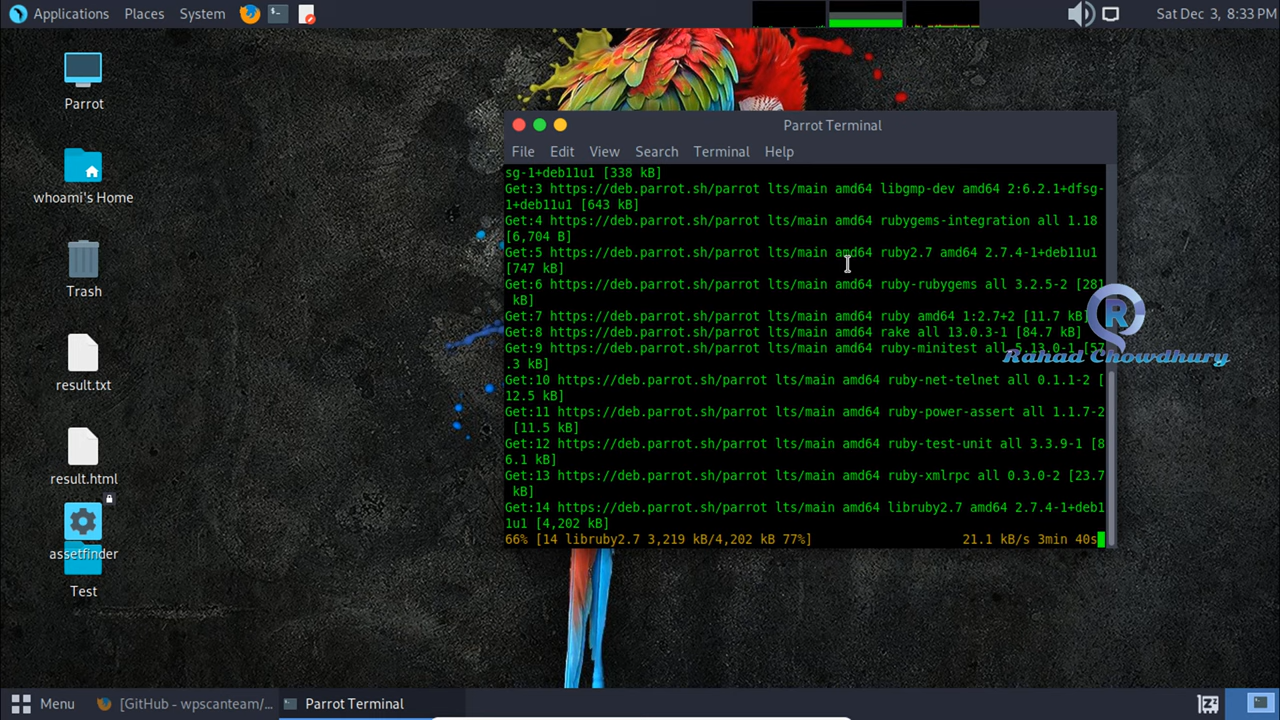 Applications Places System Sat Dec 3, 8:33 PM
Parrot
whoami's Home
Trash
result.txt
result.html
assetfinder
Test
Parrot Terminal
File Edit View Search Terminal Help
sg-1+deb11u1 [338 kB]
Get:3 https://deb.parrot.sh/parrot lts/main amd64 libgmp-dev amd64 2:6.2.1+dfsg-
1+deb11u1 [643 kB]
Get:4 https://deb.parrot.sh/parrot lts/main amd64 rubygems-integration all 1.18
[6,704 B]
Get:5 https://deb.parrot.sh/parrot lts/main amd64 ruby2.7 amd64 2.7.4-1+deb11u1
[747 kB]
Get:6 https://deb.parrot.sh/parrot lts/main amd64 ruby-rubygems all 3.2.5-2 [281
kB]
Get:7 https://deb.parrot.sh/parrot lts/main amd64 ruby amd64 1:2.7+2 [11.7 kB]
Get:8 https://deb.parrot.sh/parrot lts/main amd64 rake all 13.0.3-1 [84.7 kB]
Get:9 https://deb.parrot.sh/parrot lts/main amd64 ruby-minitest all 5.13.0-1 [57
.3 kB]
Get:10 https://deb.parrot.sh/parrot lts/main amd64 ruby-net-telnet all 0.1.1-2 [
12.5 kB]
Get:11 https://deb.parrot.sh/parrot lts/main amd64 ruby-power-assert all 1.1.7-2
[11.5 kB]
Get:12 https://deb.parrot.sh/parrot lts/main amd64 ruby-test-unit all 3.3.9-1 [8
6.1 kB]
Get:13 https://deb.parrot.sh/parrot lts/main amd64 ruby-xmlrpc all 0.3.0-2 [23.7
kB]
Get:14 https://deb.parrot.sh/parrot lts/main amd64 libruby2.7 amd64 2.7.4-1+deb1
1u1 [4,202 kB]
66% [14 libruby2.7 3,219 kB/4,202 kB 77%] 21.1 kB/s 3min 40s
R
Rahad Chowdhury
Menu [GitHub - wpscanteam/... Parrot Terminal